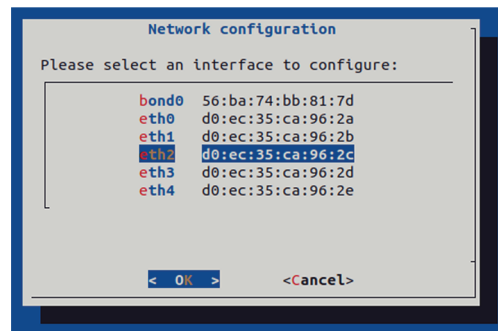 Network configuration
Please select an interface to configure:
bond0 56:ba:74:bb:81:7d
eth0 d0:ec:35:ca:96:2a
eth1 d0:ec:35:ca:96:2b
eth2 d0:ec:35:ca:96:2c
eth3 d0:ec:35:ca:96:2d
eth4 d0:ec:35:ca:96:2e
< OK > <Cancel>